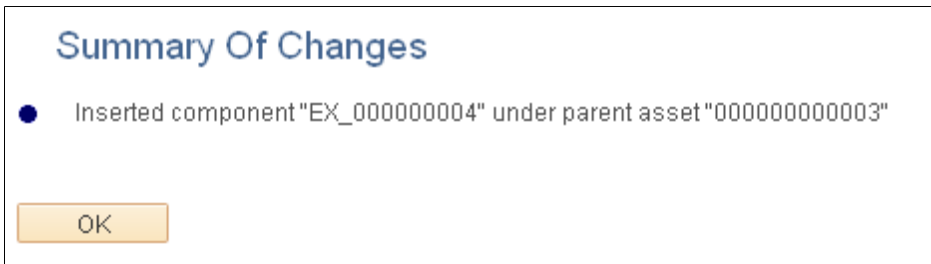 Summary Of Changes
Inserted component "EX_000000004" under parent asset "000000000003"
OK